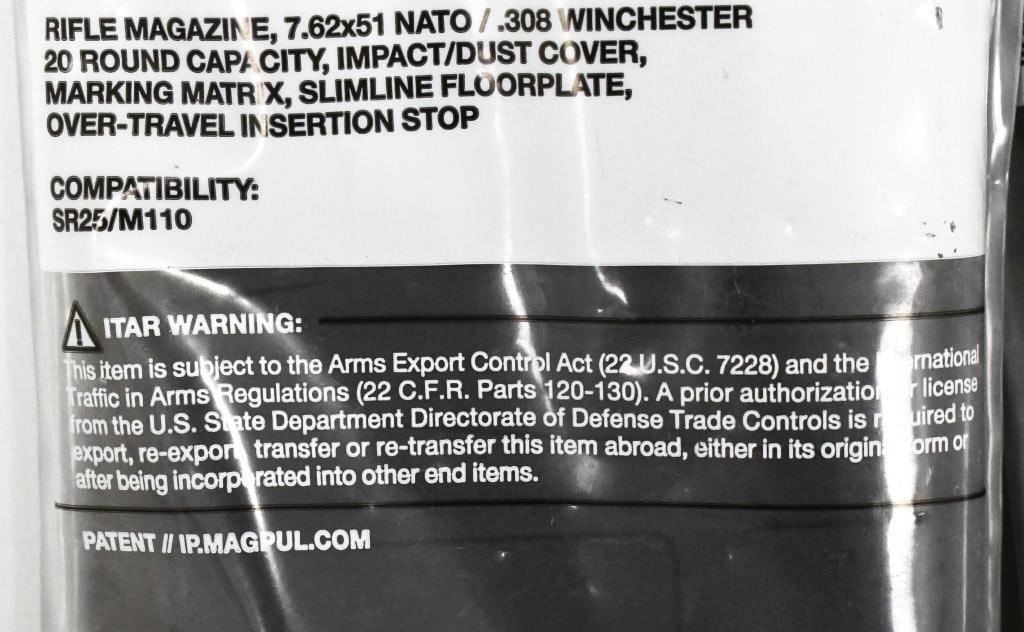 RIFLE MAGAZINE, 7.62x51 NATO / .308 WINCHESTER
20 ROUND CAPACITY, IMPACT/DUST COVER,
MARKING MATRIX, SLIMLINE FLOORPLATE,
OVER-TRAVEL INSERTION STOP
COMPATIBILITY:
SR25/M110
ITAR WARNING:
This item is subject to the Arms Export Control Act (22 U.S.C. 7228) and the International
Traffic in Arms Regulations (22 C.F.R. Parts 120-130). A prior authorization or license
from the U.S. State Department Directorate of Defense Trade Controls is required to
export, re-export, transfer or re-transfer this item abroad, either in its original form or
after being incorporated into other end items.
PATENT // IP.MAGPUL.COM